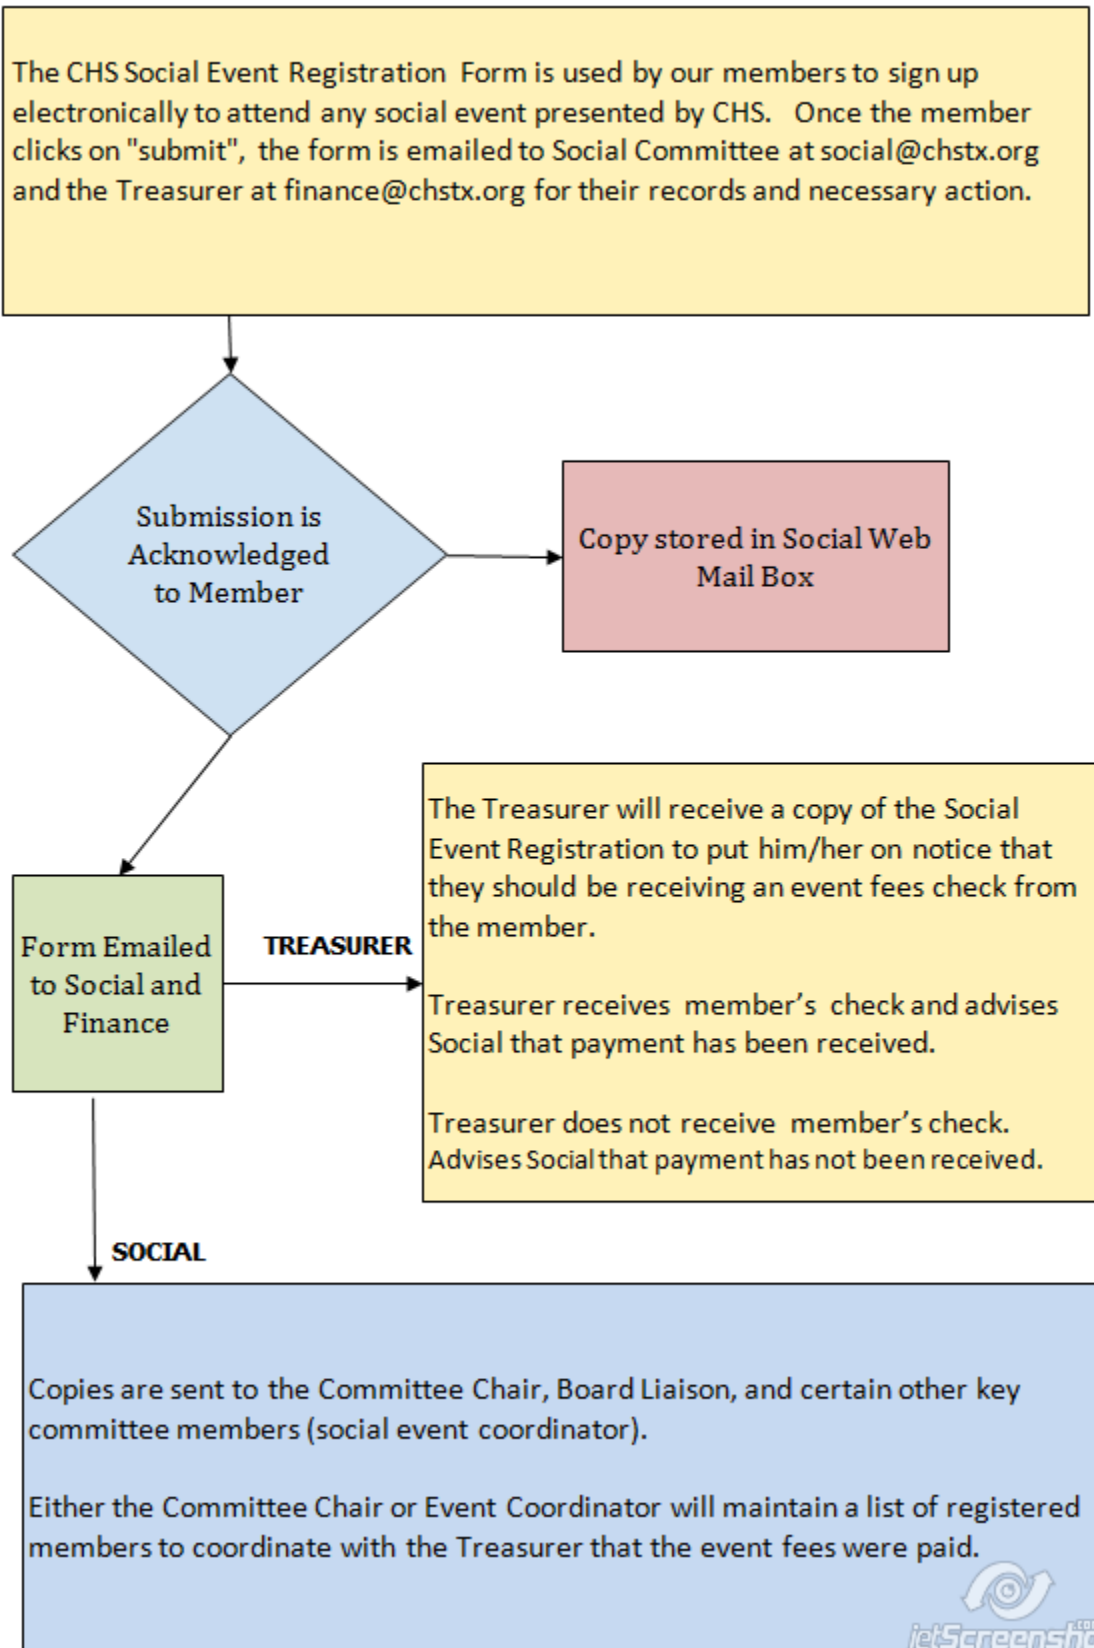 The CHS Social Event Registration Form is used by our members to sign up
electronically to attend any social event presented by CHS. Once the member
clicks on "submit", the form is emailed to Social Committee at social@chstx.org
and the Treasurer at finance@chstx.org for their records and necessary action.
Submission is
Acknowledged
to Member
Copy stored in Social Web
Mail Box
Form Emailed
to Social and
Finance
TREASURER
The Treasurer will receive a copy of the Social
Event Registration to put him/her on notice that
they should be receiving an event fees check from
the member.
Treasurer receives member’s check and advises
Social that payment has been received.
Treasurer does not receive member’s check.
Advises Social that payment has not been received.
SOCIAL
Copies are sent to the Committee Chair, Board Liaison, and certain other key
committee members (social event coordinator).
Either the Committee Chair or Event Coordinator will maintain a list of registered
members to coordinate with the Treasurer that the event fees were paid.